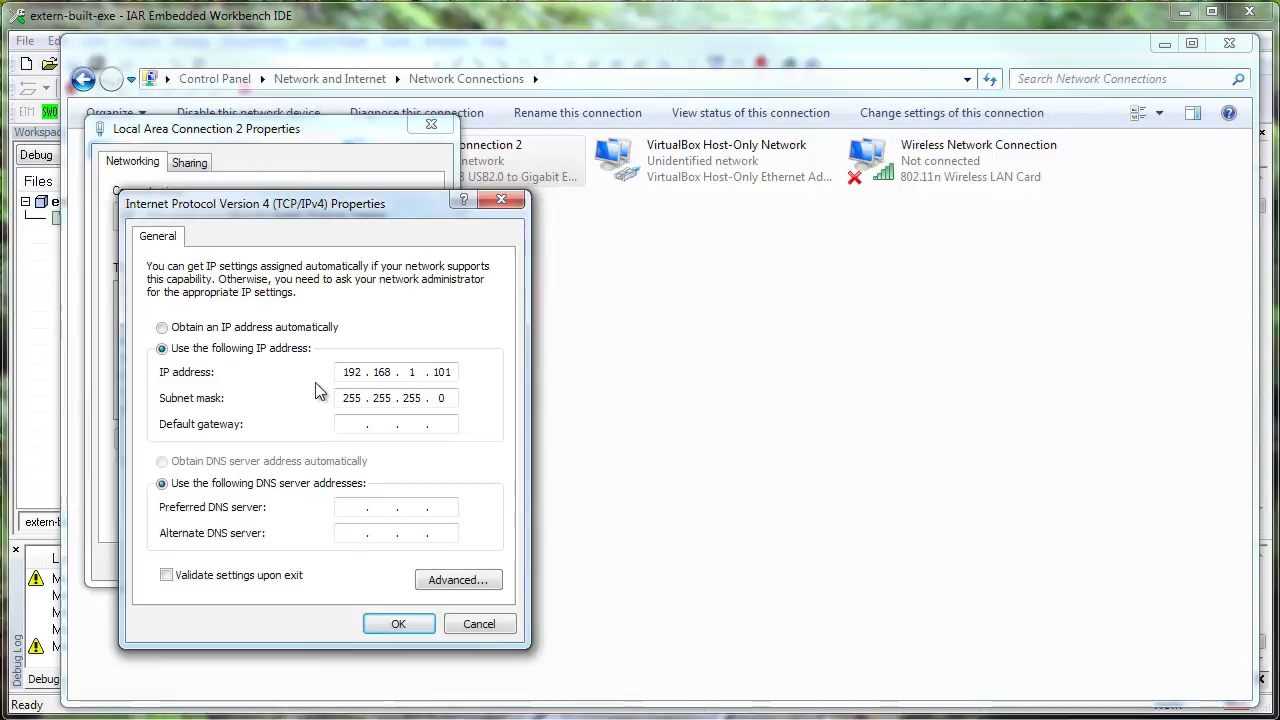 extern-built-exe - IAR Embedded Workbench IDE
File
Control Panel
Network and Internet
Network Connections
Search Network Connections
Organize
Disable this network device
Diagnose this connection
Rename this connection
View status of this connection
Change settings of this connection
ETM
SWO
Local Area Connection 2 Properties
Networking
Sharing
Debug
Files
onnection 2
network
USB2.0 to Gigabit E...
VirtualBox Host-Only Network
Unidentified network
VirtualBox Host-Only Ethernet Ad...
Wireless Network Connection
Not connected
802.11n Wireless LAN Card
Internet Protocol Version 4 (TCP/IPv4) Properties
General
You can get IP settings assigned automatically if your network supports
this capability. Otherwise, you need to ask your network administrator
for the appropriate IP settings.
Obtain an IP address automatically
Use the following IP address:
IP address:
192 . 168 . 1 . 101
Subnet mask:
255 . 255 . 255 . 0
Default gateway:
. . .
Obtain DNS server address automatically
Use the following DNS server addresses:
Preferred DNS server:
. . .
Alternate DNS server:
. . .
Validate settings upon exit
Advanced...
OK
Cancel
Debug Log
Ready